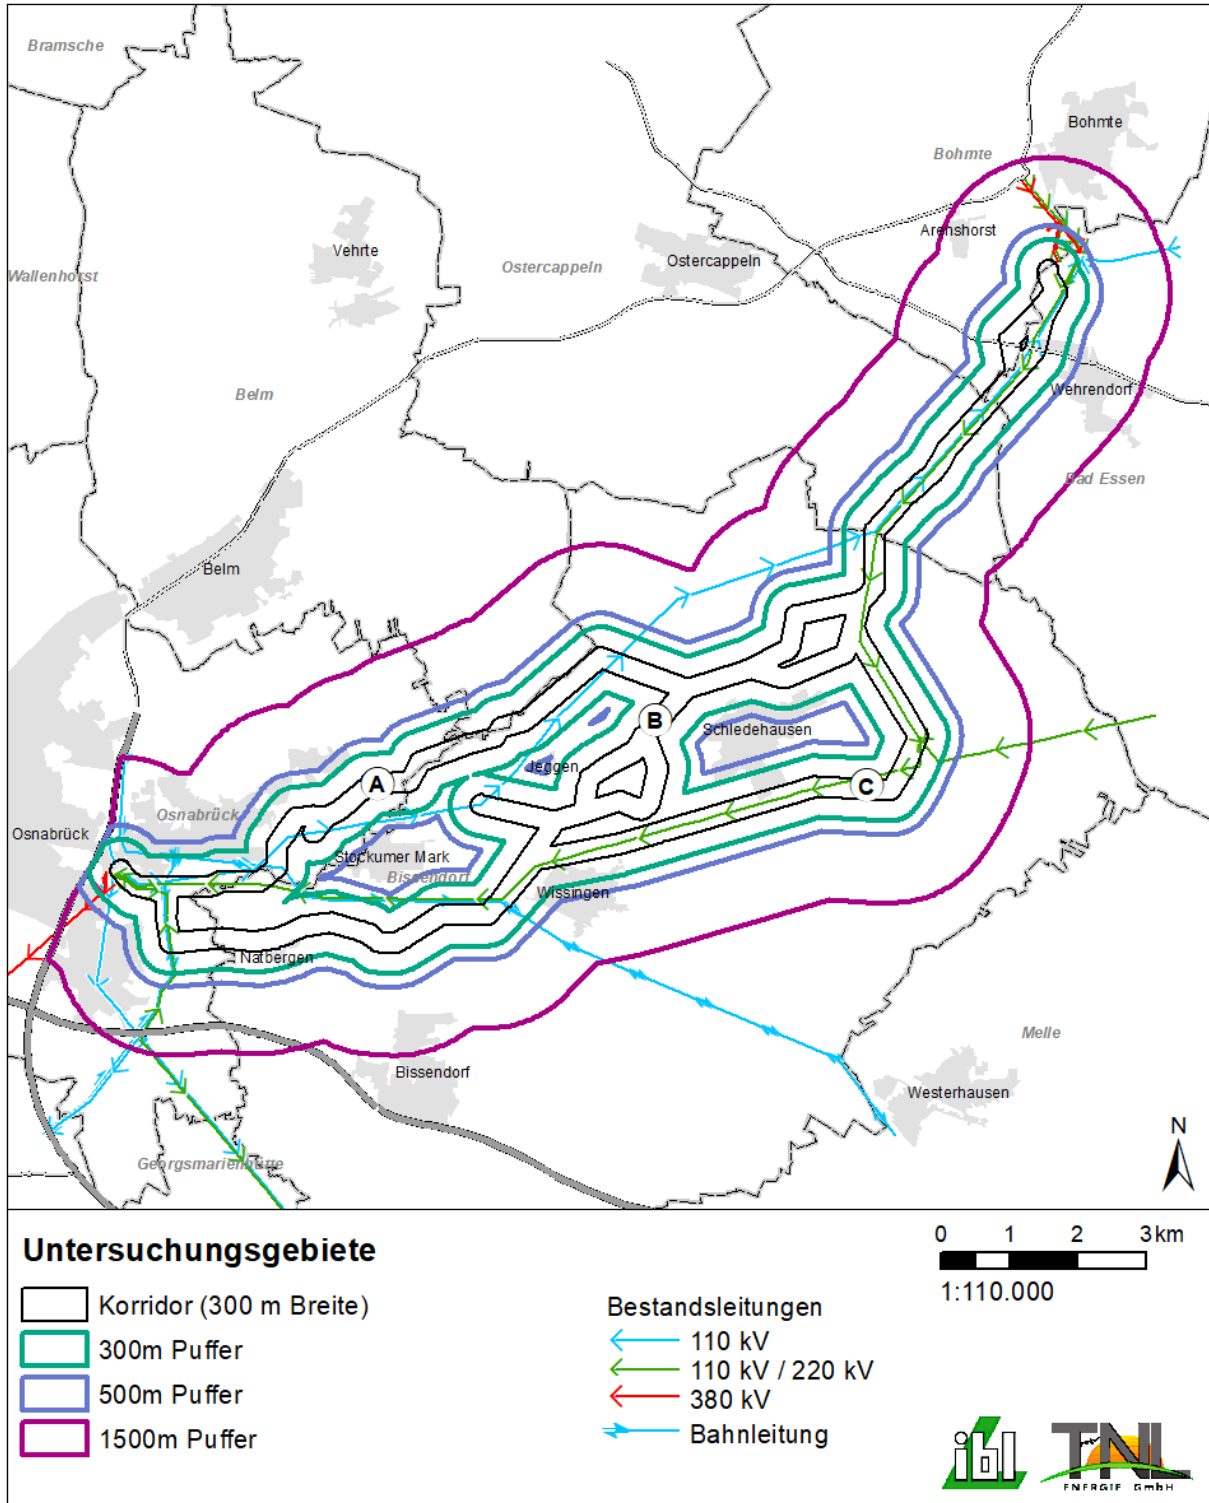 Bramsche
Bohmte
Bohmte
Arenshorst
Vehrte
Ostercappeln
Ostercappeln
Wallenhorst
Wehrendorf
Belm
Bad Essen
Belm
B
Schledehausen
Jeggen
A
C
Osnabrück
Osnabrück
Stockumer Mark
Bissendorf
Wissingen
Natbergen
Melle
Bissendorf
Westerhausen
Georgsmarienhütte
N
Untersuchungsgebiete
Korridor (300 m Breite)
300m Puffer
500m Puffer
1500m Puffer
Bestandsleitungen
110 kV
110 kV / 220 kV
380 kV
Bahnleitung
0 1 2 3 km
1:110.000
ibl
TNL
ENERGIE GmbH